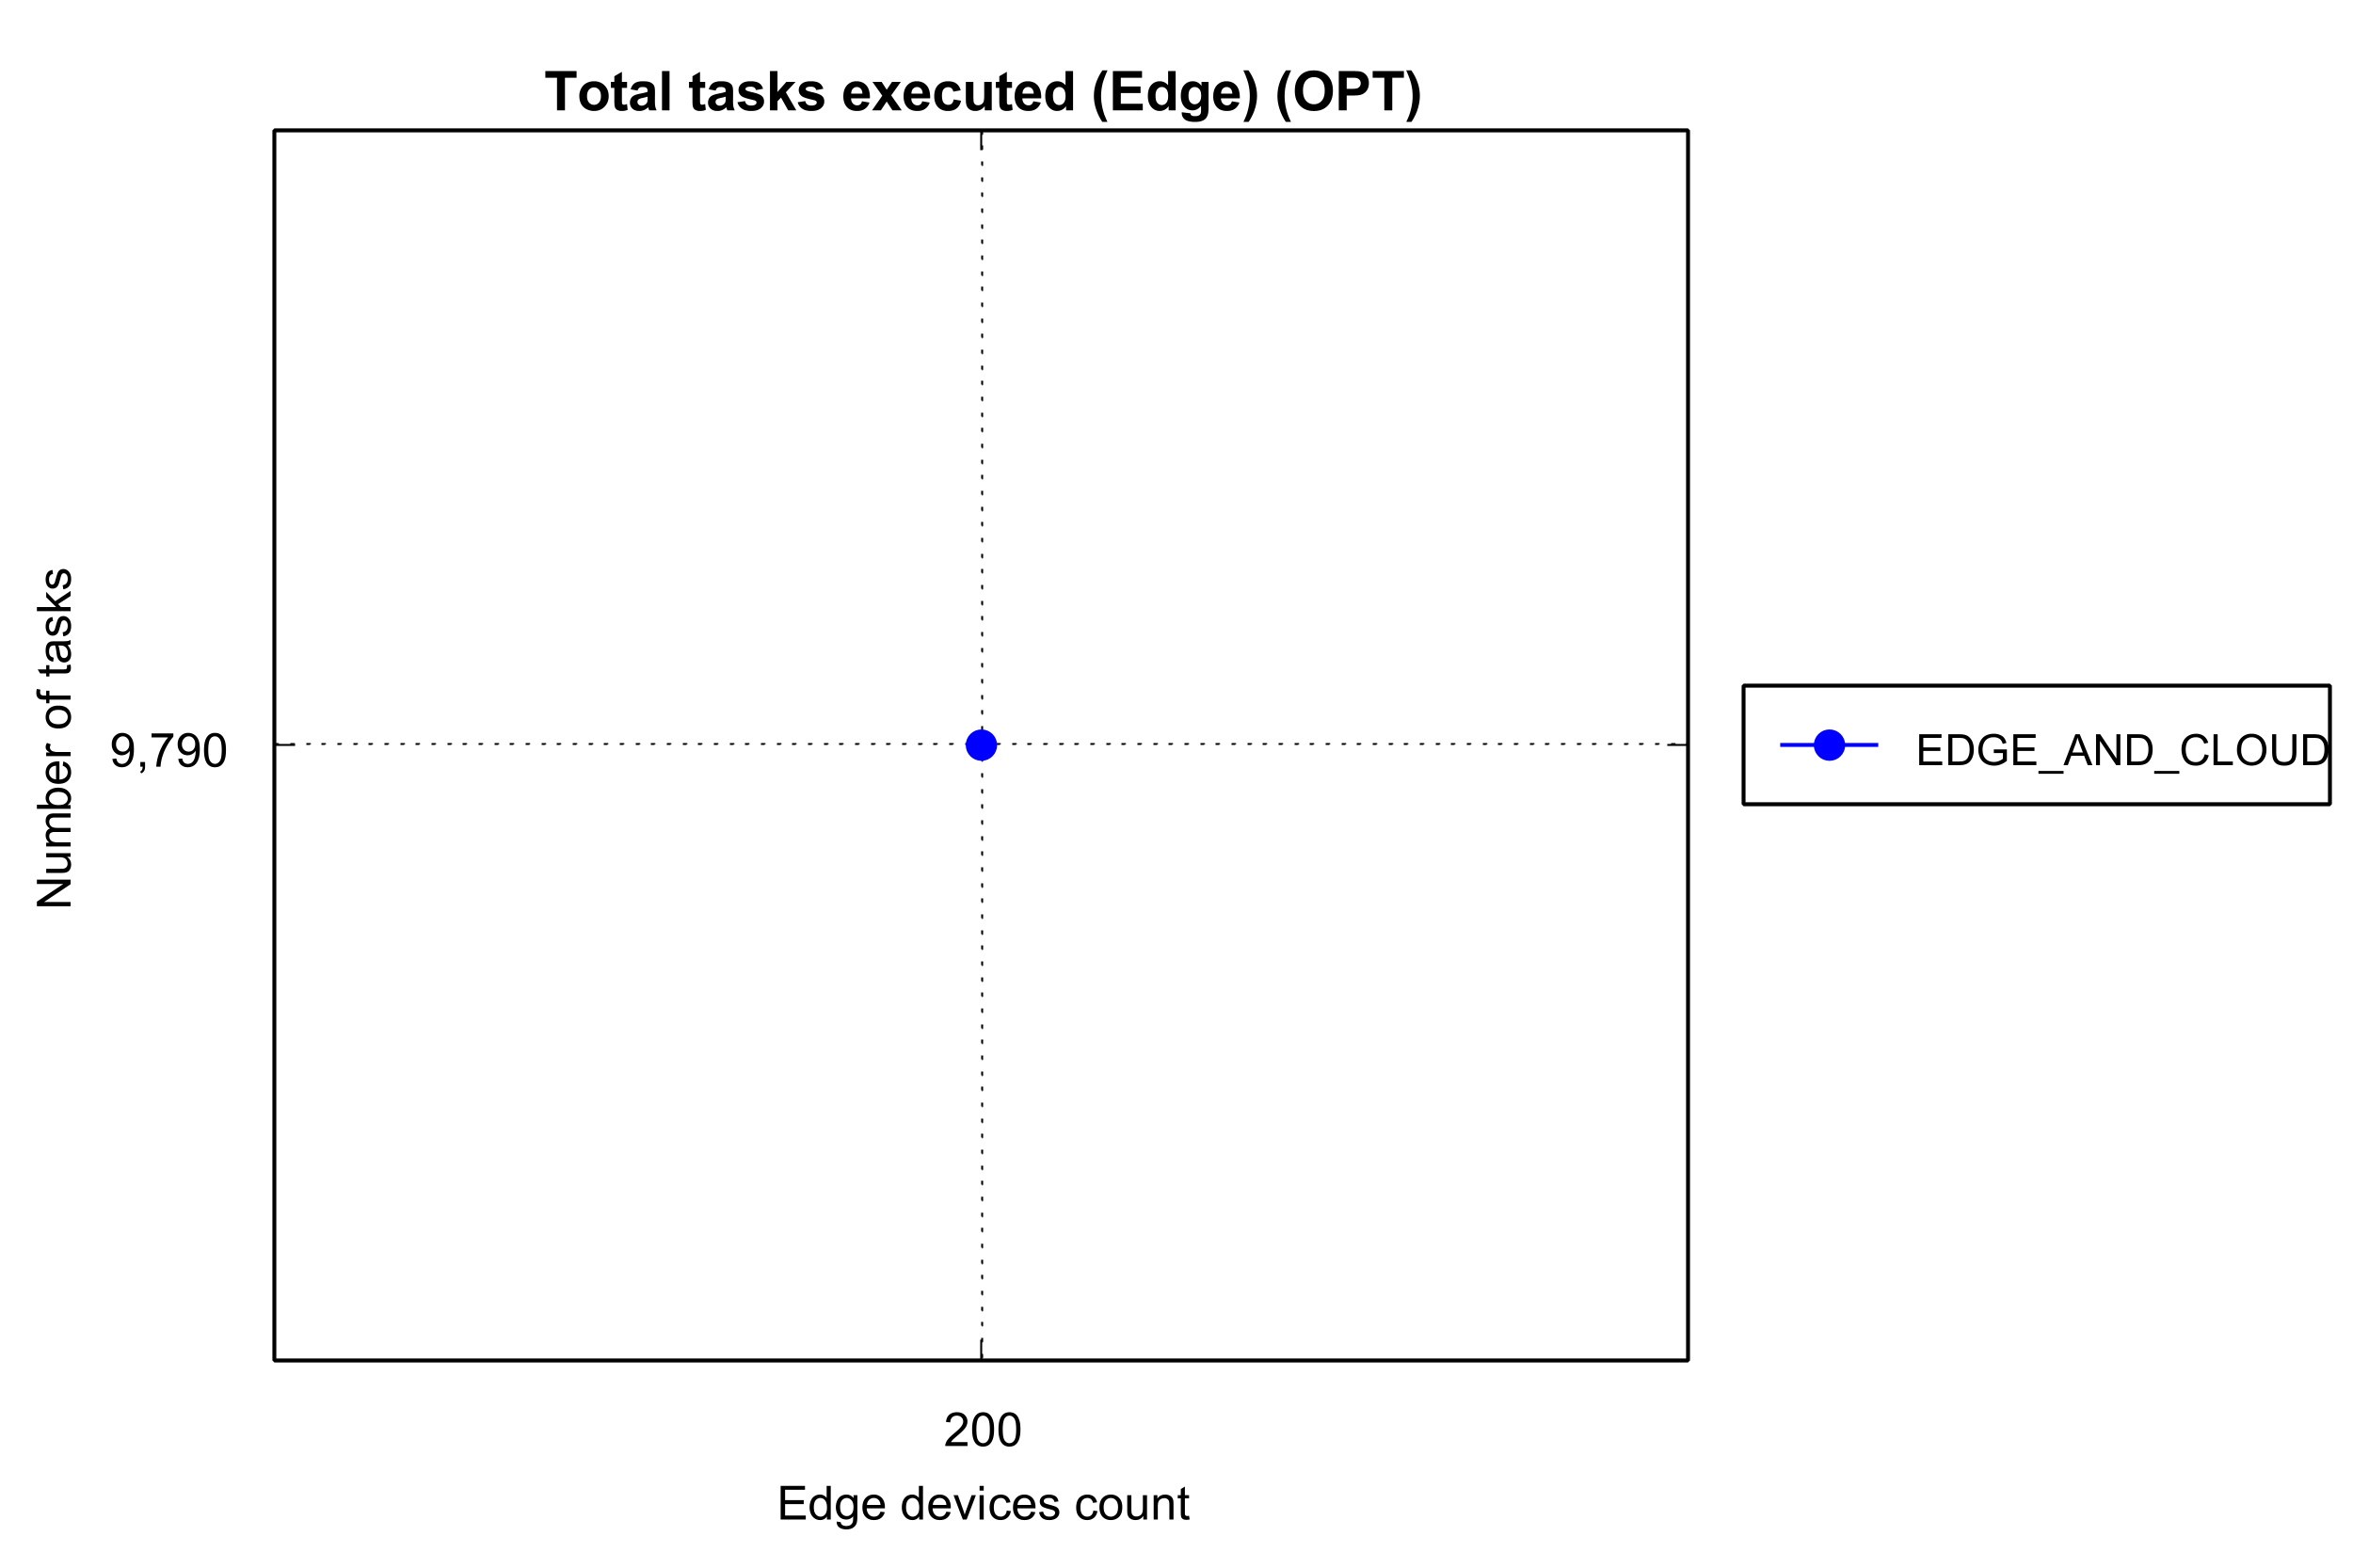 Total tasks executed (Edge) (OPT)
Number of tasks
9,790
EDGE_AND_CLOUD
200
Edge devices count